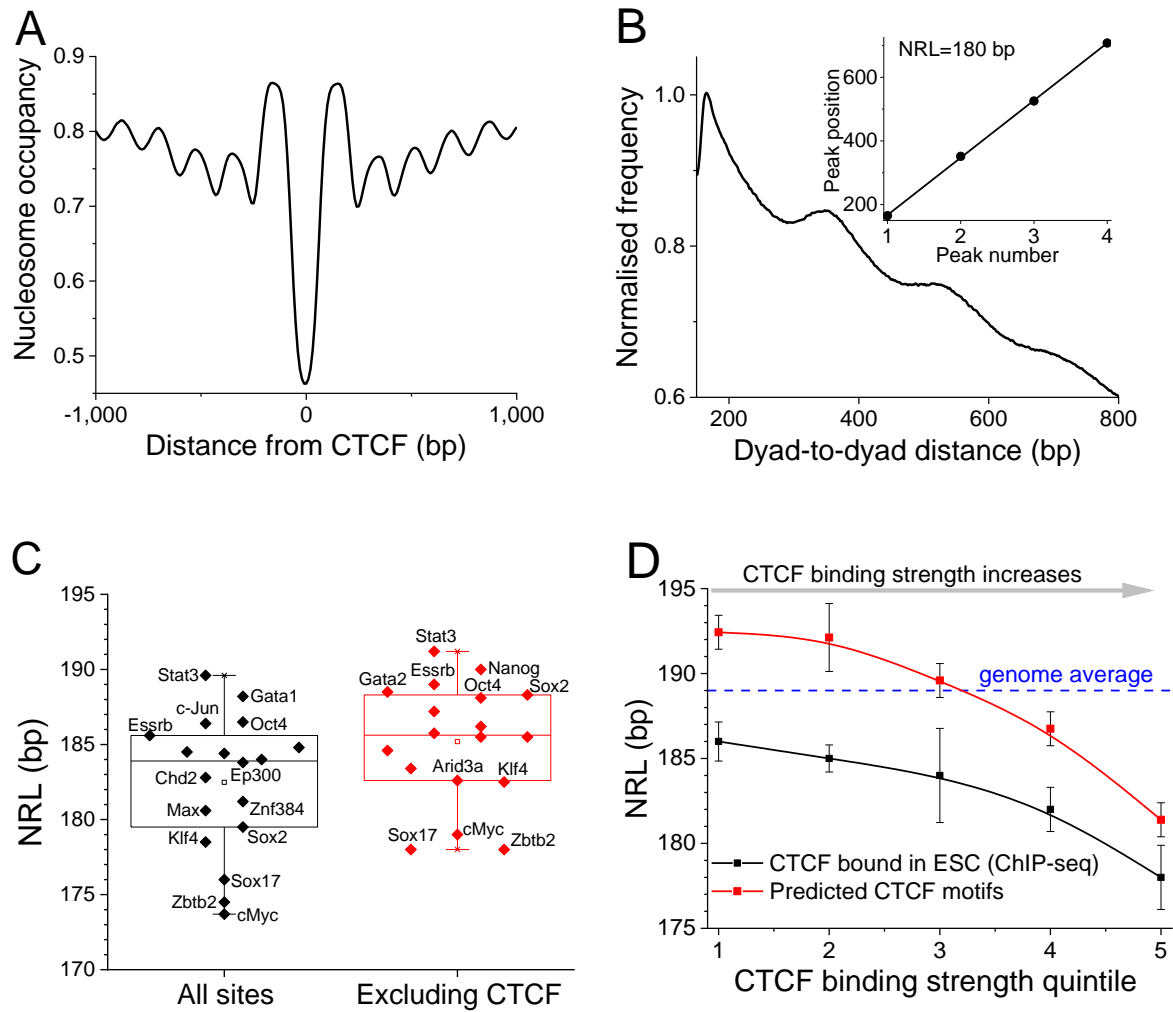 A
Nucleosome occupancy
0.9
0.8
0.7
0.6
0.5
-1,000
0
1,000
Distance from CTCF (bp)
B
Normalised frequency
1.0
0.8
0.6
200
400
600
800
Dyad-to-dyad distance (bp)
NRL=180 bp
Peak position
600
400
200
1
2
3
4
Peak number
C
NRL (bp)
195
190
185
180
175
170
Stat3
Gata1
c-Jun
Oct4
Essrb
Chd2
Ep300
Max
Znf384
Klf4
Sox2
Sox17
Zbtb2
cMyc
Stat3
Essrb
Nanog
Gata2
Oct4
Sox2
Arid3a
Klf4
cMyc
Sox17
Zbtb2
All sites
Excluding CTCF
D
CTCF binding strength increases
NRL (bp)
195
190
185
180
175
genome average
CTCF bound in ESC (ChIP-seq)
Predicted CTCF motifs
1
2
3
4
5
CTCF binding strength quintile